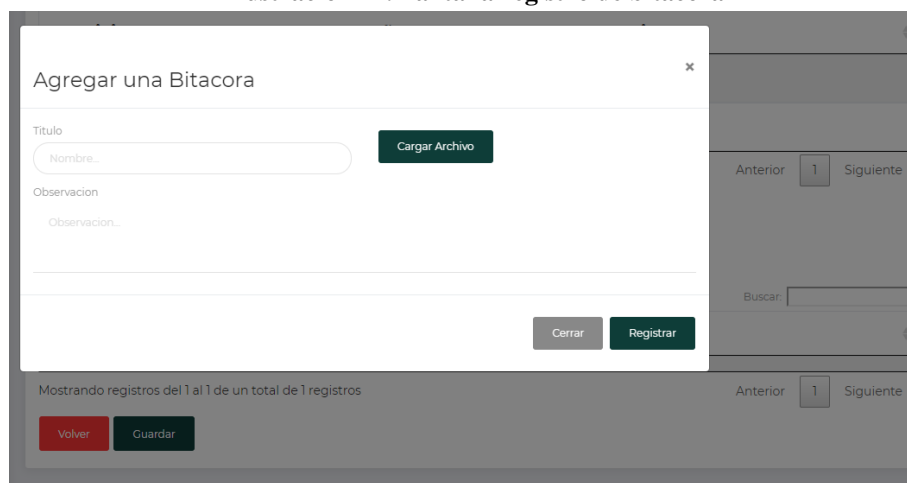 Agregar una Bitacora
×
Titulo
Nombre...
Cargar Archivo
Observacion
Observacion...
Anterior 1 Siguiente
Buscar:
Cerrar Registrar
Mostrando registros del 1 al 1 de un total de 1 registros
Anterior 1 Siguiente
Volver Guardar